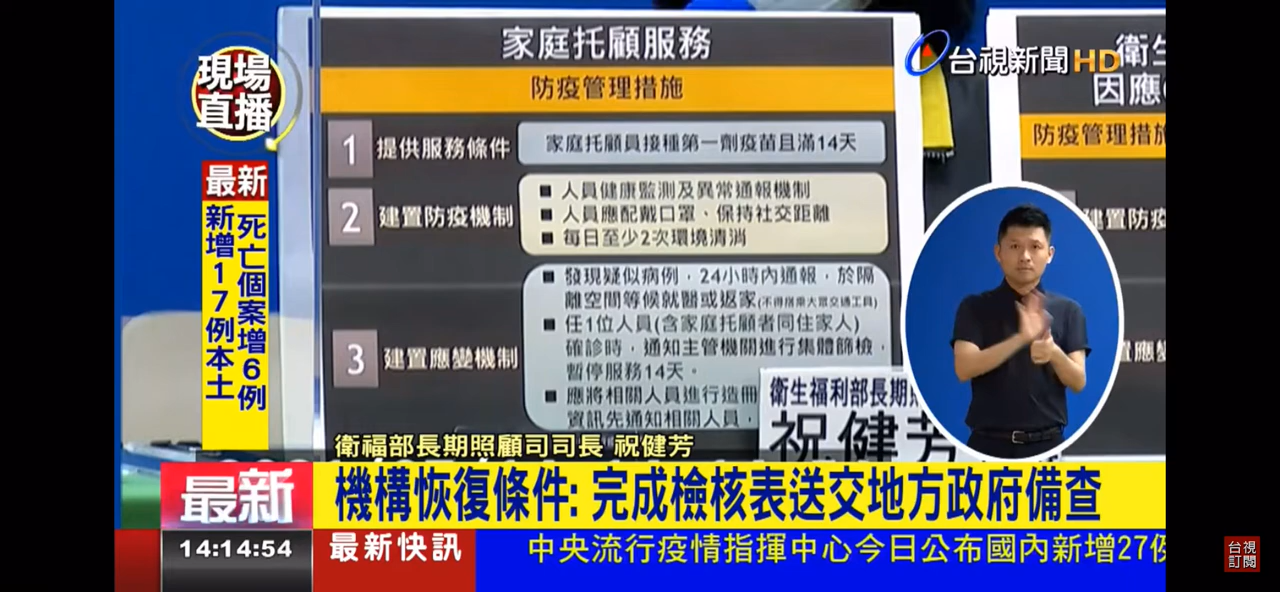 家庭托顧服務
防疫管理措施
1 提供服務條件
家庭托顧員接種第一劑疫苗且滿14天
2 建置防疫機制
■ 人員健康監測及異常通報機制
■ 人員應配戴口罩、保持社交距離
■ 每日至少2次環境清消
3 建置應變機制
■ 發現疑似病例，24小時內通報，於隔
離空間等候就醫或返家(不得搭乘大眾交通工具)
■ 任1位人員(含家庭托顧者同住家人)
確診時，通知主管機關進行集體篩檢，
暫停服務14天。
■ 應將相關人員進行造冊
資訊先通知相關人員，
台視新聞HD
衛生
因應
防疫管理措施
現場
直播
最新
死亡個案增6例
新增17例本土
衛生福利部長期照
祝健芳
衛福部長期照顧司司長 祝健芳
最新
機構恢復條件: 完成檢核表送交地方政府備查
14:14:54
最新快訊
中央流行疫情指揮中心今日公布國內新增27例
台視
訂閱